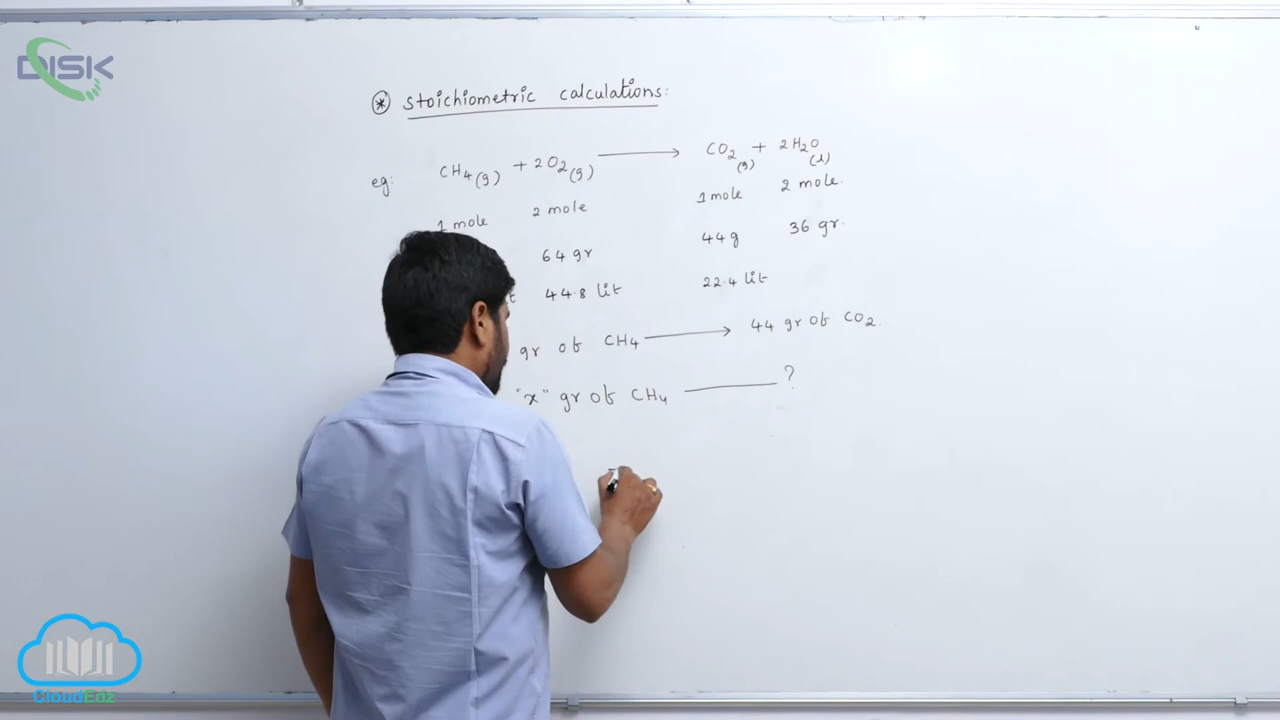 DISK
* Stoichiometric calculations:
eg: CH4(g) + 2O2(g) → CO2(g) + 2H2O(l)
1 mole 2 mole 1 mole 2 mole.
64 gr 44g 36 gr.
44.8 lit 22.4 lit
gr of CH4 → 44 gr of CO2.
"x" gr of CH4 — ?
CloudEdz